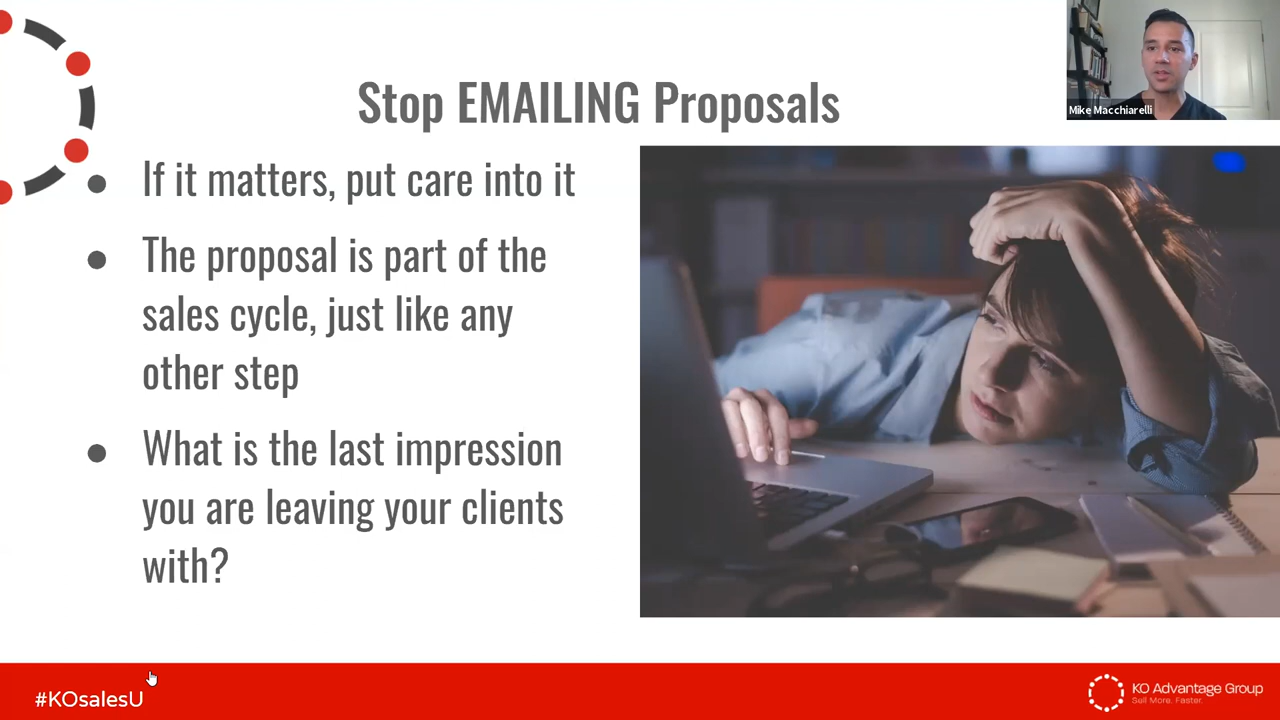 Stop EMAILING Proposals
Mike Macchiarelli
If it matters, put care into it
The proposal is part of the
sales cycle, just like any
other step
What is the last impression
you are leaving your clients
with?
#KOsalesU
KO Advantage Group
Sell More. Faster.